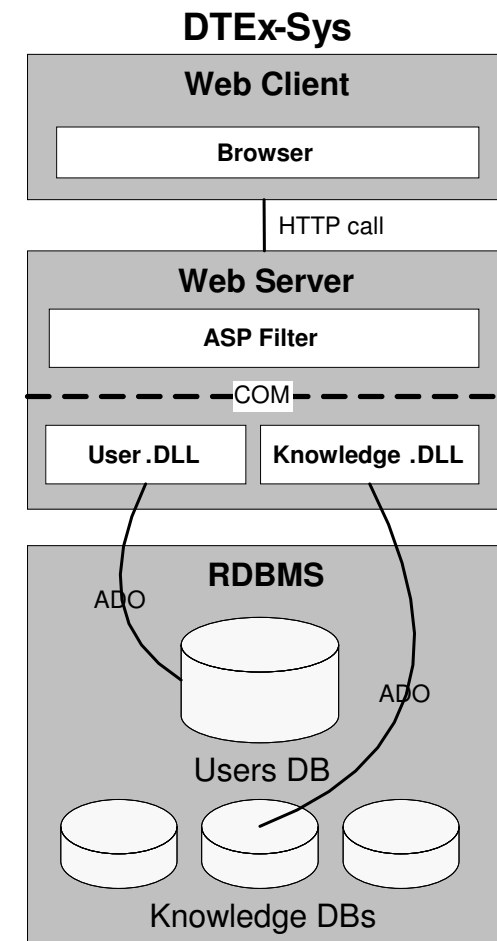 DTEx-Sys
Web Client
Browser
HTTP call
Web Server
ASP Filter
COM
User .DLL
Knowledge .DLL
RDBMS
ADO
ADO
Users DB
Knowledge DBs